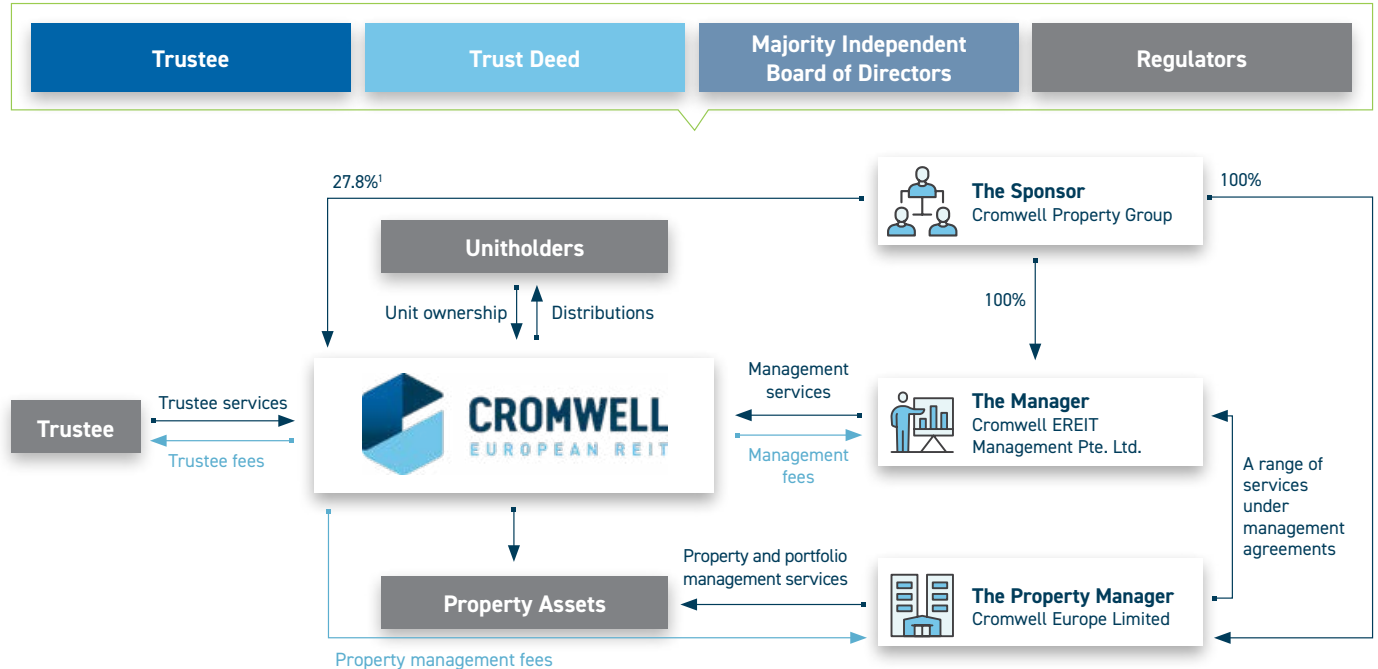 Trustee
Trust Deed
Majority Independent
Board of Directors
Regulators
27.8%¹
The Sponsor
Cromwell Property Group
100%
Unitholders
Unit ownership
Distributions
100%
Trustee
Trustee services
Trustee fees
CROMWELL
EUROPEAN REIT
Management
services
Management
fees
The Manager
Cromwell EREIT
Management Pte. Ltd.
A range of
services
under
management
agreements
Property Assets
Property and portfolio
management services
The Property Manager
Cromwell Europe Limited
Property management fees